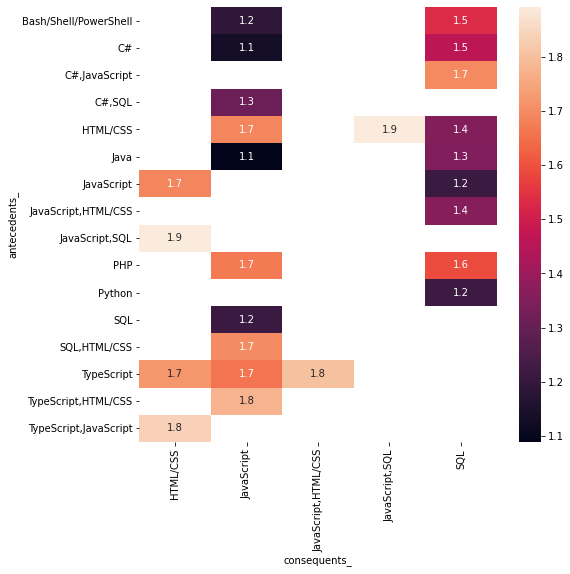 Bash/Shell/PowerShell 1.2 1.5
C# 1.1 1.5
C#,JavaScript 1.7
C#,SQL 1.3
HTML/CSS 1.7 1.9 1.4
Java 1.1 1.3
JavaScript 1.7 1.2
JavaScript,HTML/CSS 1.4
JavaScript,SQL 1.9
PHP 1.7 1.6
Python 1.2
SQL 1.2
SQL,HTML/CSS 1.7
TypeScript 1.7 1.7 1.8
TypeScript,HTML/CSS 1.8
TypeScript,JavaScript 1.8
antecedents_
HTML/CSS
JavaScript
JavaScript,HTML/CSS
JavaScript,SQL
SQL
consequents_
1.8
1.7
1.6
1.5
1.4
1.3
1.2
1.1